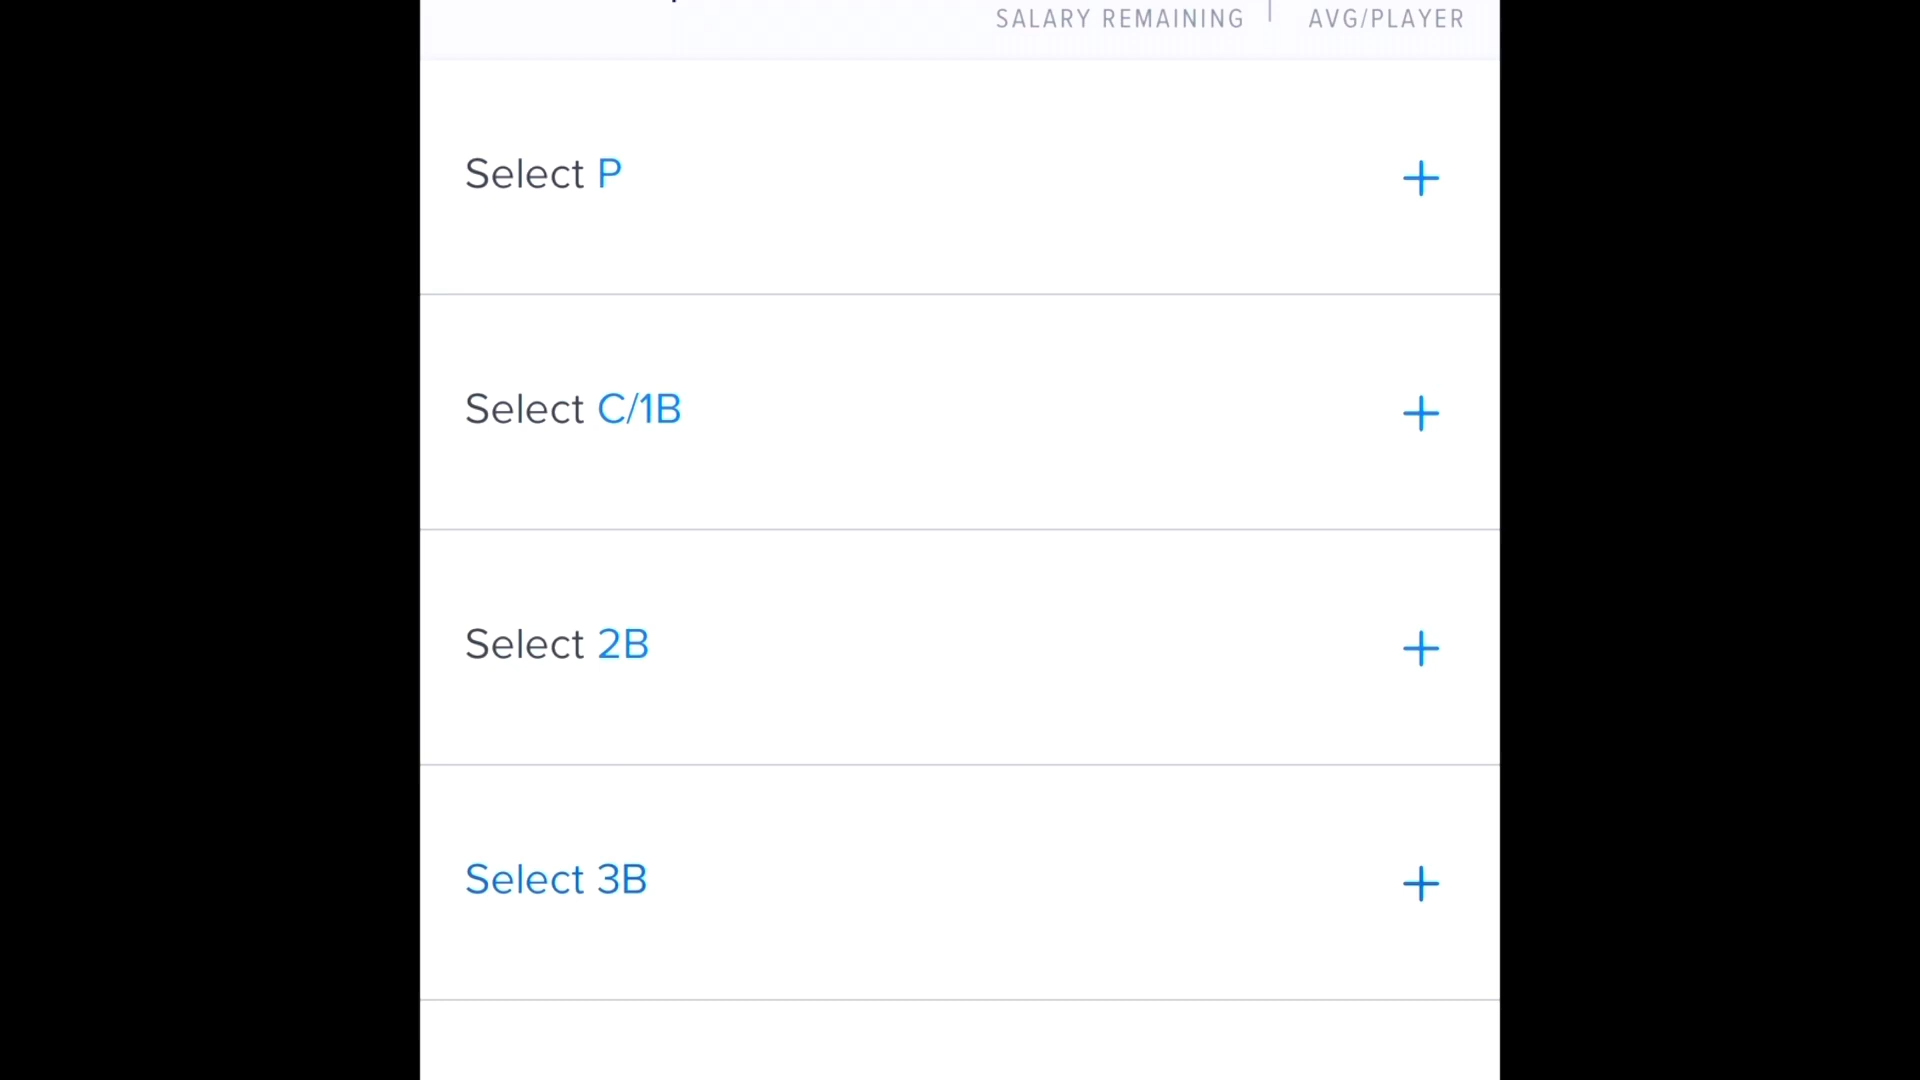 SALARY REMAINING AVG/PLAYER
Select P
Select C/1B
Select 2B
Select 3B